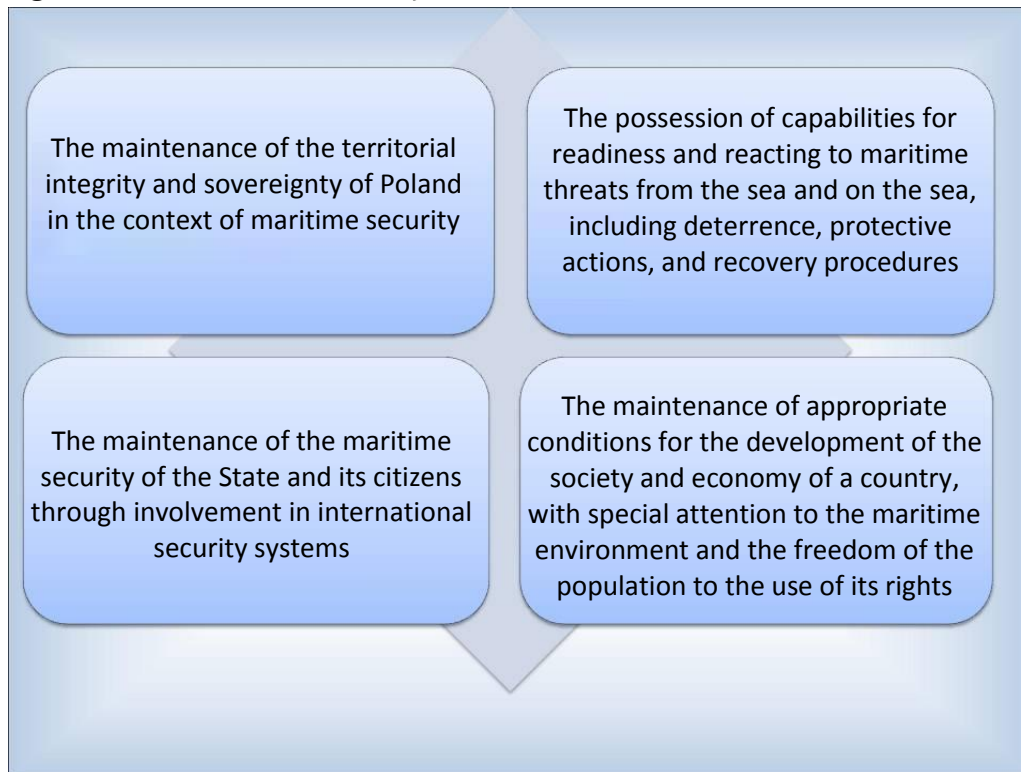 The maintenance of the territorial
integrity and sovereignty of Poland
in the context of maritime security
The possession of capabilities for
readiness and reacting to maritime
threats from the sea and on the sea,
including deterrence, protective
actions, and recovery procedures
The maintenance of the maritime
security of the State and its citizens
through involvement in international
security systems
The maintenance of appropriate
conditions for the development of the
society and economy of a country,
with special attention to the maritime
environment and the freedom of the
population to the use of its rights